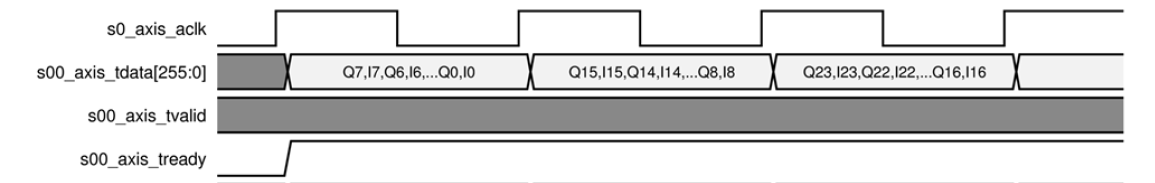 s0_axis_aclk
s00_axis_tdata[255:0] Q7,I7,Q6,I6,...Q0,I0 Q15,I15,Q14,I14,...Q8,I8 Q23,I23,Q22,I22,...Q16,I16
s00_axis_tvalid
s00_axis_tready